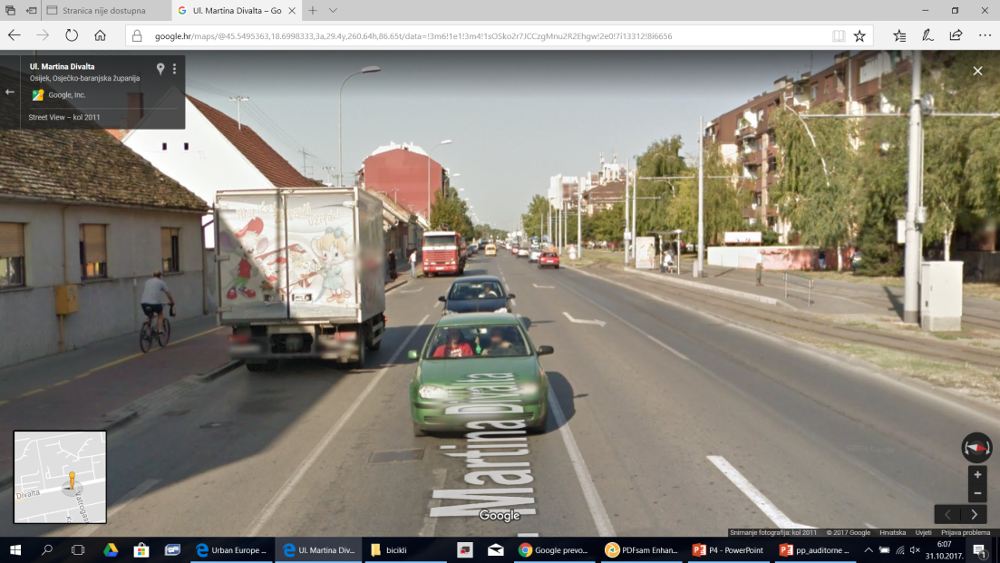 Stranica nije dostupna
Ul. Martina Divalta – Go
google.hr/maps/@45.5495363,18.6998333,3a,29.4y,260.64h,86.65t/data=!3m6!1e1!3m4!1sOSko2r7JCCzgMnu2R2Ehgw!2e0!7i13312!8i6656
Ul. Martina Divalta
Osijek, Osječko-baranjska županija
Google, Inc.
Street View – kol 2011
Martina Divalta
Divalta
Vatrogas
Google
Snimanje fotografija: kol 2011 © 2017 Google Hrvatska Uvjeti Prijava problema
Urban Europe ...
Ul. Martina Div...
bicikli
Google prevo...
PDFsam Enhan...
P4 - PowerPoint
pp_auditorne ...
6:07
31.10.2017.
1